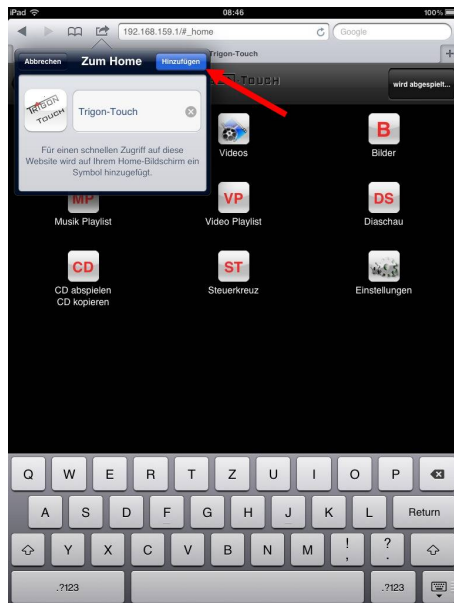 iPad 08:46 100%
192.168.159.1/#_home Google
Trigon-Touch
Abbrechen Zum Home Hinzufügen
TOUCH
wird abgespielt...
TRIGON
TOUCH
Trigon-Touch
Für einen schnellen Zugriff auf diese
Website wird auf Ihrem Home-Bildschirm ein
Symbol hinzugefügt.
B
Videos Bilder
MP VP DS
Musik Playlist Video Playlist Diaschau
CD ST
CD abspielen Steuerkreuz Einstellungen
CD kopieren
Q W E R T Z U I O P
A S D F G H J K L Return
Y X C V B N M ! , ? .
.?123 .?123